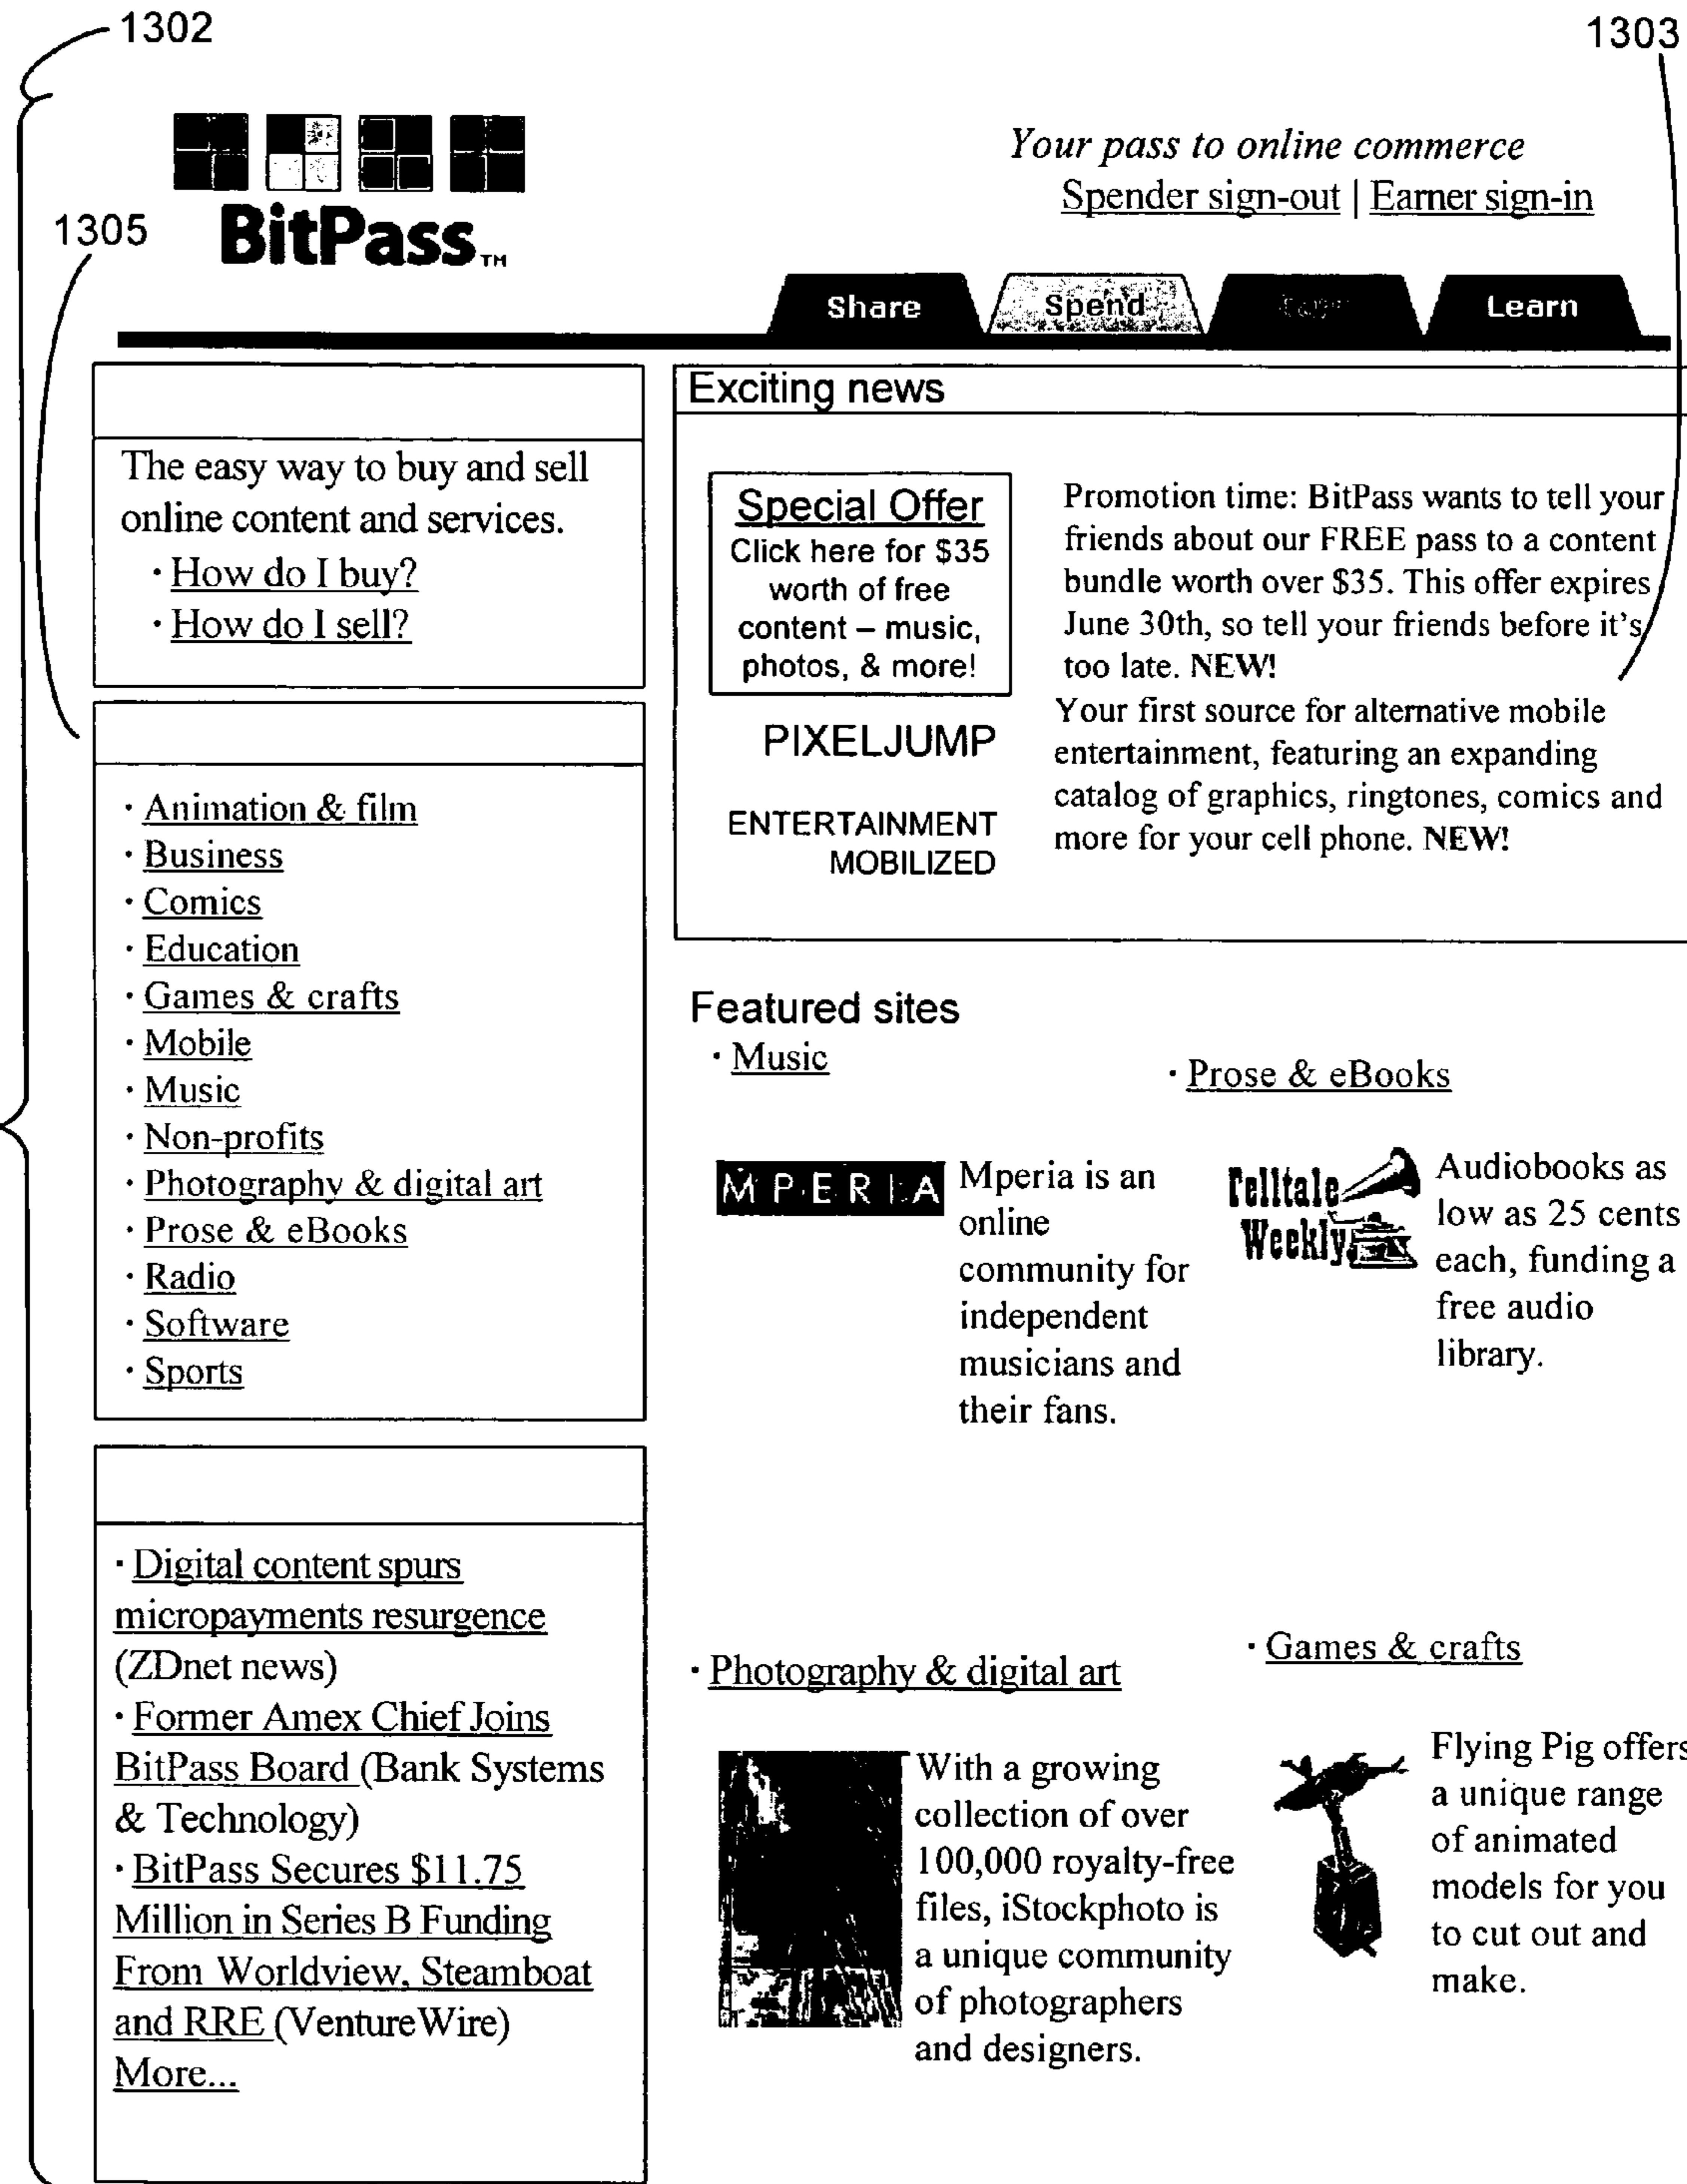 1302
1303
1305
BitPass™
Your pass to online commerce
Spender sign-out | Earner sign-in
Share
Spend
Learn
The easy way to buy and sell
online content and services.
· How do I buy?
· How do I sell?
· Animation & film
· Business
· Comics
· Education
· Games & crafts
· Mobile
· Music
· Non-profits
· Photography & digital art
· Prose & eBooks
· Radio
· Software
· Sports
· Digital content spurs
micropayments resurgence
(ZDnet news)
· Former Amex Chief Joins
BitPass Board (Bank Systems
& Technology)
· BitPass Secures $11.75
Million in Series B Funding
From Worldview, Steamboat
and RRE (VentureWire)
More...
Exciting news
Special Offer
Click here for $35
worth of free
content – music,
photos, & more!
Promotion time: BitPass wants to tell your
friends about our FREE pass to a content
bundle worth over $35. This offer expires
June 30th, so tell your friends before it's
too late. NEW!
PIXELJUMP
ENTERTAINMENT
MOBILIZED
Your first source for alternative mobile
entertainment, featuring an expanding
catalog of graphics, ringtones, comics and
more for your cell phone. NEW!
Featured sites
· Music
MPERIA
Mperia is an
online
community for
independent
musicians and
their fans.
· Prose & eBooks
Telltale
Weekly
Audiobooks as
low as 25 cents
each, funding a
free audio
library.
· Photography & digital art
With a growing
collection of over
100,000 royalty-free
files, iStockphoto is
a unique community
of photographers
and designers.
· Games & crafts
Flying Pig offers
a unique range
of animated
models for you
to cut out and
make.